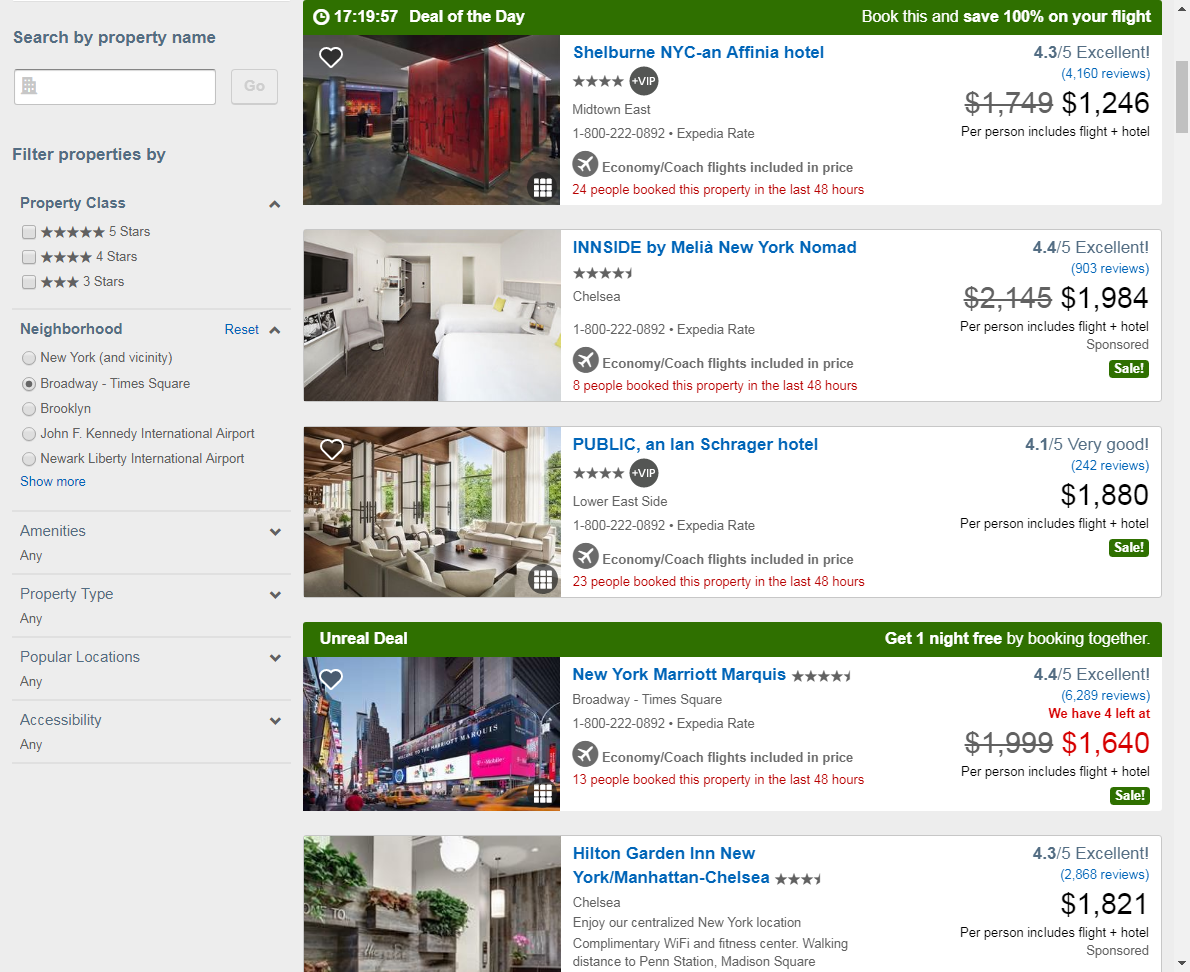 Search by property name
Go
Filter properties by
Property Class
5 Stars
4 Stars
3 Stars
Neighborhood Reset
New York (and vicinity)
Broadway - Times Square
Brooklyn
John F. Kennedy International Airport
Newark Liberty International Airport
Show more
Amenities
Any
Property Type
Any
Popular Locations
Any
Accessibility
Any
17:19:57 Deal of the Day Book this and save 100% on your flight
Shelburne NYC-an Affinia hotel
+VIP
Midtown East
1-800-222-0892 • Expedia Rate
Economy/Coach flights included in price
24 people booked this property in the last 48 hours
4.3/5 Excellent!
(4,160 reviews)
$1,749 $1,246
Per person includes flight + hotel
INNSIDE by Melià New York Nomad
Chelsea
1-800-222-0892 • Expedia Rate
Economy/Coach flights included in price
8 people booked this property in the last 48 hours
4.4/5 Excellent!
(903 reviews)
$2,145 $1,984
Per person includes flight + hotel
Sponsored
Sale!
PUBLIC, an Ian Schrager hotel
+VIP
Lower East Side
1-800-222-0892 • Expedia Rate
Economy/Coach flights included in price
23 people booked this property in the last 48 hours
4.1/5 Very good!
(242 reviews)
$1,880
Per person includes flight + hotel
Sale!
Unreal Deal Get 1 night free by booking together.
WELCOME TO THE MARRIOTT MARQUIS
T-Mobile
New York Marriott Marquis
Broadway - Times Square
1-800-222-0892 • Expedia Rate
Economy/Coach flights included in price
13 people booked this property in the last 48 hours
4.4/5 Excellent!
(6,289 reviews)
We have 4 left at
$1,999 $1,640
Per person includes flight + hotel
Sale!
Hilton Garden Inn New
York/Manhattan-Chelsea
Chelsea
Enjoy our centralized New York location
Complimentary WiFi and fitness center. Walking
distance to Penn Station, Madison Square
4.3/5 Excellent!
(2,868 reviews)
$1,821
Per person includes flight + hotel
Sponsored